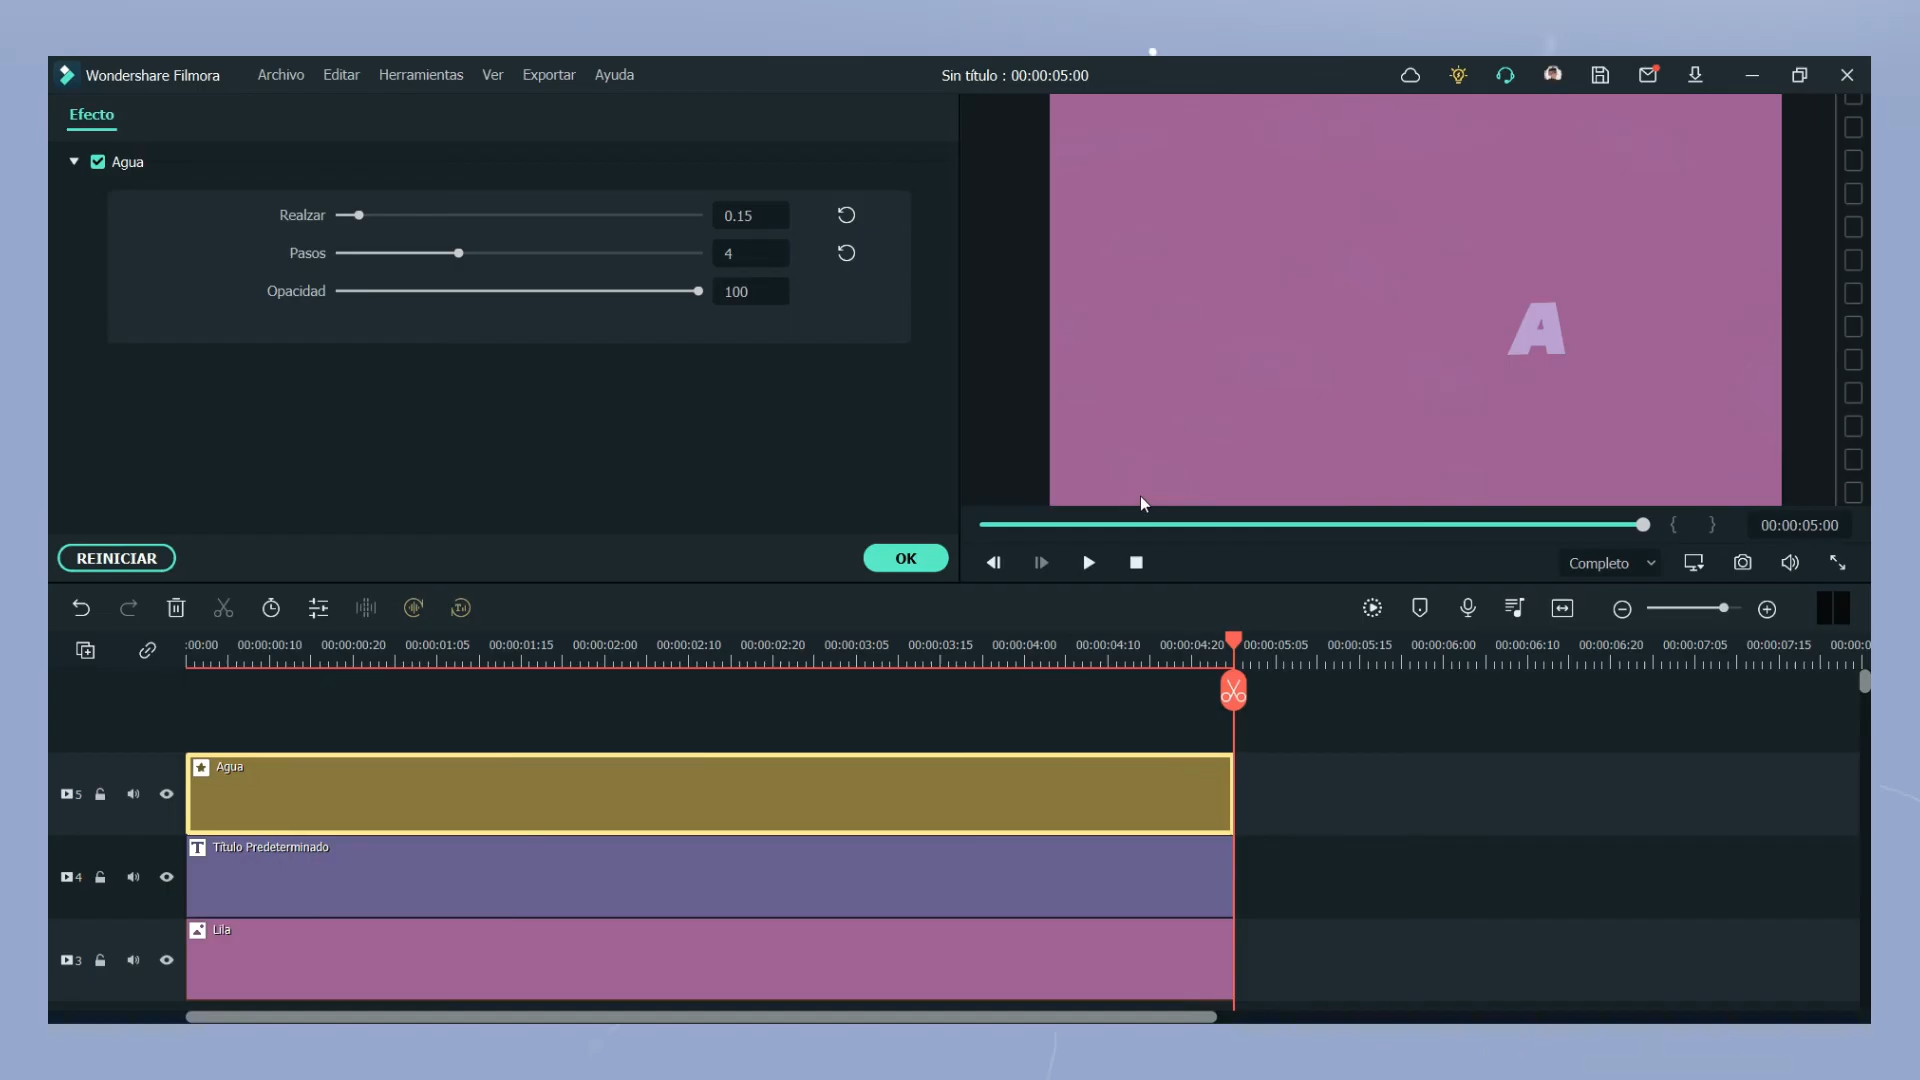 Wondershare Filmora Archivo Editar Herramientas Ver Exportar Ayuda Sin título : 00:00:05:00
Efecto
Agua
Realzar 0.15
Pasos 4
Opacidad 100
A
REINICIAR OK
00:00:05:00
Completo
:00:00 00:00:00:10 00:00:00:20 00:00:01:05 00:00:01:15 00:00:02:00 00:00:02:10 00:00:02:20 00:00:03:05 00:00:03:15 00:00:04:00 00:00:04:10 00:00:04:20 00:00:05:05 00:00:05:15 00:00:06:00 00:00:06:10 00:00:06:20 00:00:07:05 00:00:07:15 00:00:0
Agua
5
Título Predeterminado
4
Lila
3